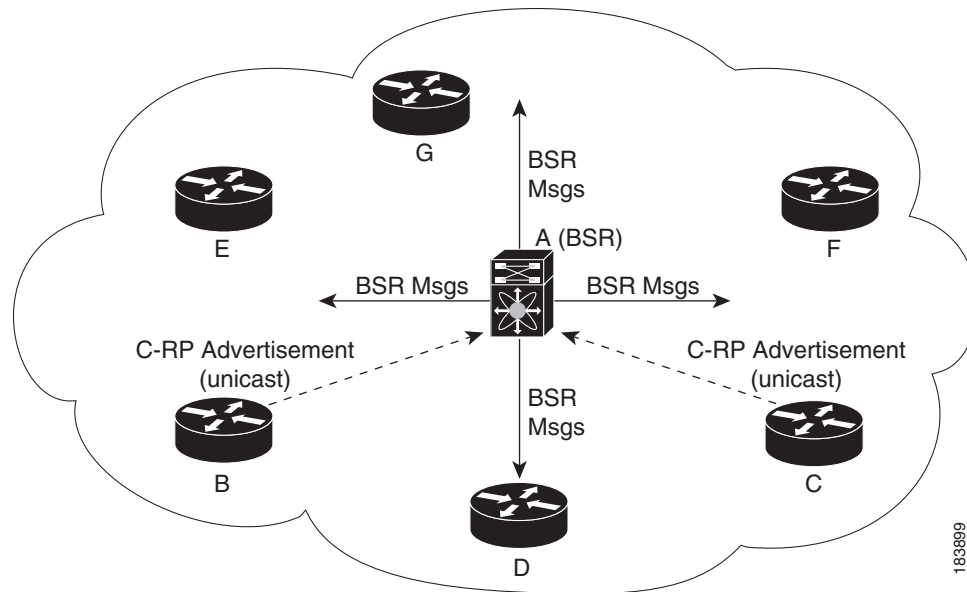 G
BSR
Msgs
E
A (BSR)
F
BSR Msgs
BSR Msgs
C-RP Advertisement
(unicast)
C-RP Advertisement
(unicast)
BSR
Msgs
B
C
D
183899